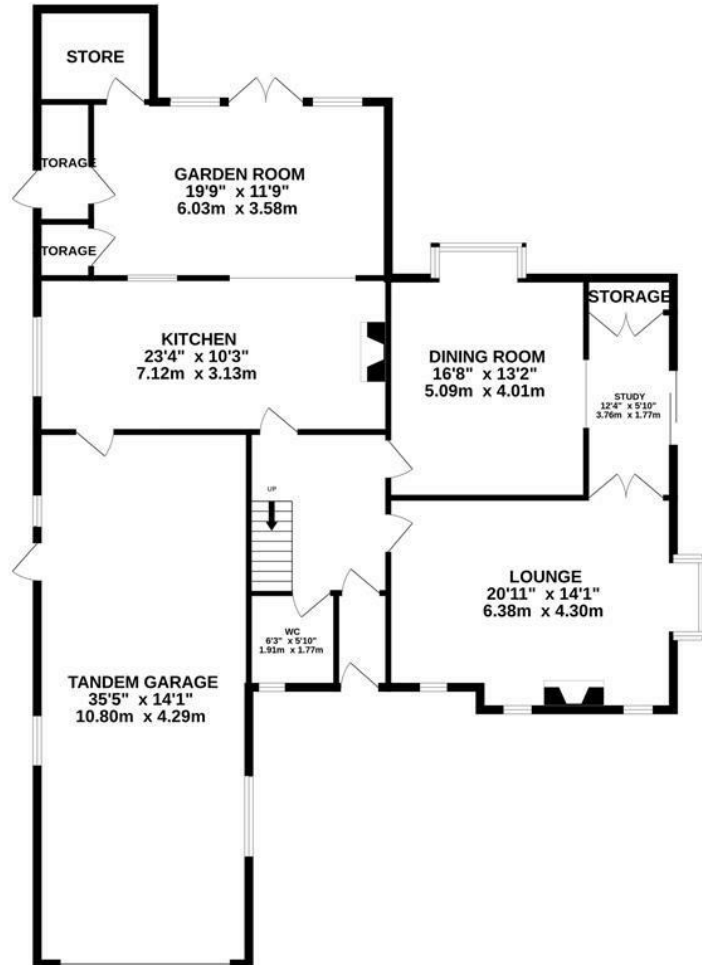 STORE
TORAGE
GARDEN ROOM
19'9" x 11'9"
6.03m x 3.58m
TORAGE
STORAGE
KITCHEN
23'4" x 10'3"
7.12m x 3.13m
DINING ROOM
16'8" x 13'2"
5.09m x 4.01m
STUDY
12'4" x 5'10"
3.76m x 1.77m
UP
LOUNGE
20'11" x 14'1"
6.38m x 4.30m
WC
6'3" x 5'10"
1.91m x 1.77m
TANDEM GARAGE
35'5" x 14'1"
10.80m x 4.29m